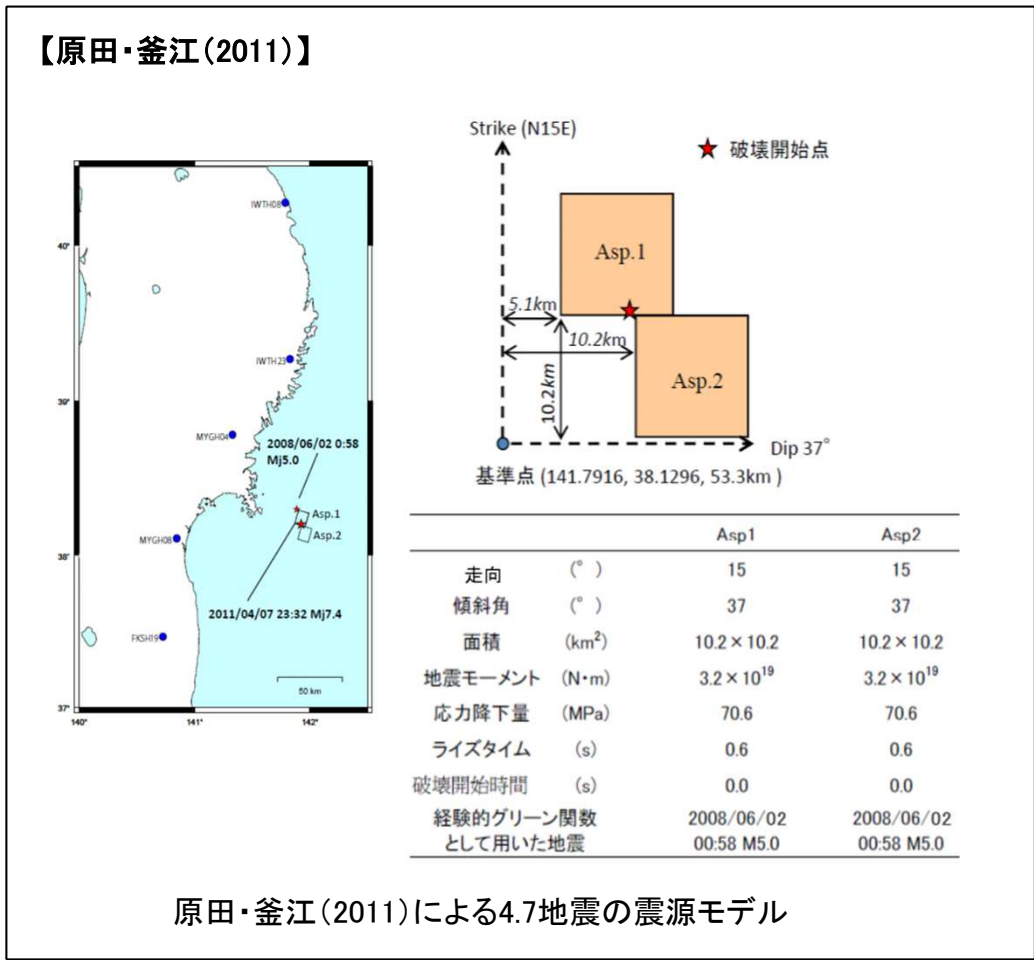 【原田・釜江(2011)】
Strike (N15E)
★ 破壊開始点
Asp.1
5.1km
10.2km
10.2km
Asp.2
Dip 37°
基準点 (141.7916, 38.1296, 53.3km )
IWTH08
40°
IWTH23
39°
MYGH04
2008/06/02 0:58
Mj5.0
Asp.1
Asp.2
MYGH08
38°
2011/04/07 23:32 Mj7.4
FKSH19
50 km
37°
140° 141° 142°
Asp1 Asp2
走向 (°) 15 15
傾斜角 (°) 37 37
面積 (km²) 10.2×10.2 10.2×10.2
地震モーメント (N・m) 3.2×10¹⁹ 3.2×10¹⁹
応力降下量 (MPa) 70.6 70.6
ライズタイム (s) 0.6 0.6
破壊開始時間 (s) 0.0 0.0
経験的グリーン関数 2008/06/02 2008/06/02
として用いた地震 00:58 M5.0 00:58 M5.0
原田・釜江(2011)による4.7地震の震源モデル